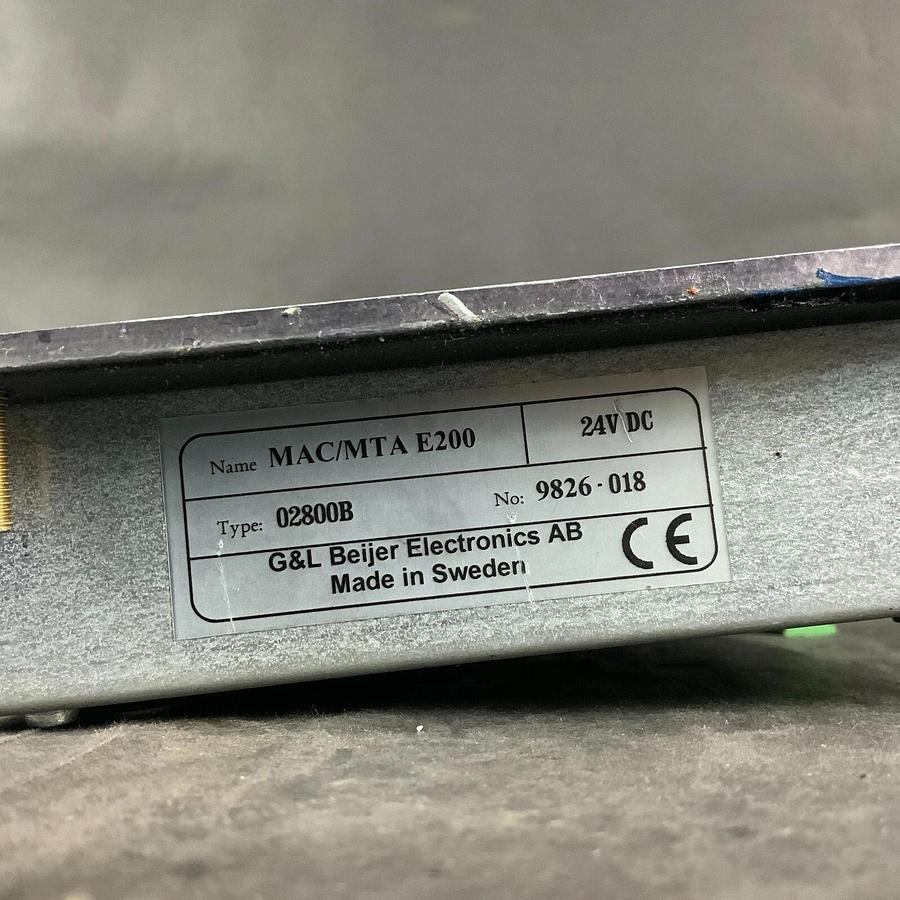 Name MAC/MTA E200 24V DC
Type: 02800B No: 9826-018
G&L Beijer Electronics AB
Made in Sweden CE